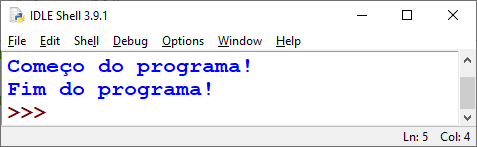 IDLE Shell 3.9.1
File Edit Shell Debug Options Window Help
Começo do programa!
Fim do programa!
>>>
Ln: 5 Col: 4